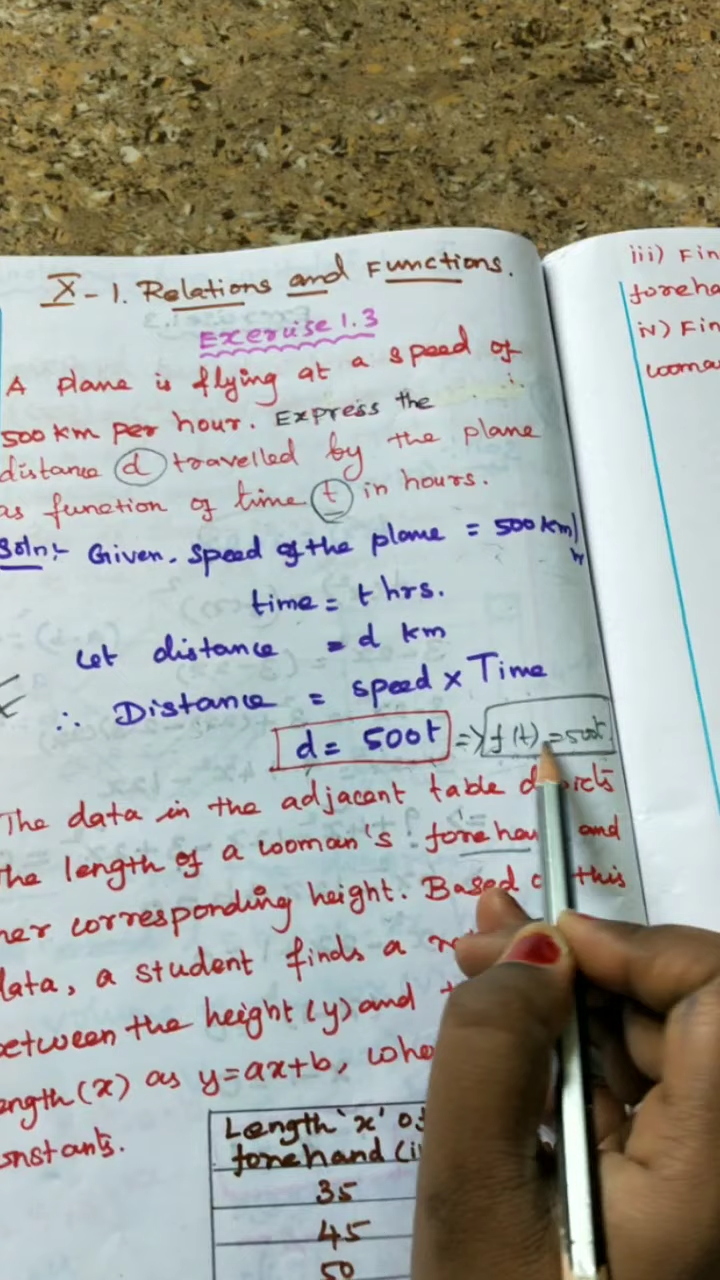 X - 1. Relations and Functions.
Exercise 1.3
A plane is flying at a speed of
500 km per hour. Express the
distance d travelled by the plane
as function of time t in hours.
Soln:- Given. Speed of the plane = 500 km/
hr
time = t hrs.
Let distance = d km
∴ Distance = speed × Time
d = 500t => f(t) = 500t.
The data in the adjacent table
the length of a woman's forehan and
her corresponding height. Based this
data, a student finds a
between the height (y) and
length (x) as y=ax+b,
constants.
Length 'x' of
forehand (i
35
45
50
iii) Fin
foreha
iv) Fin
woma